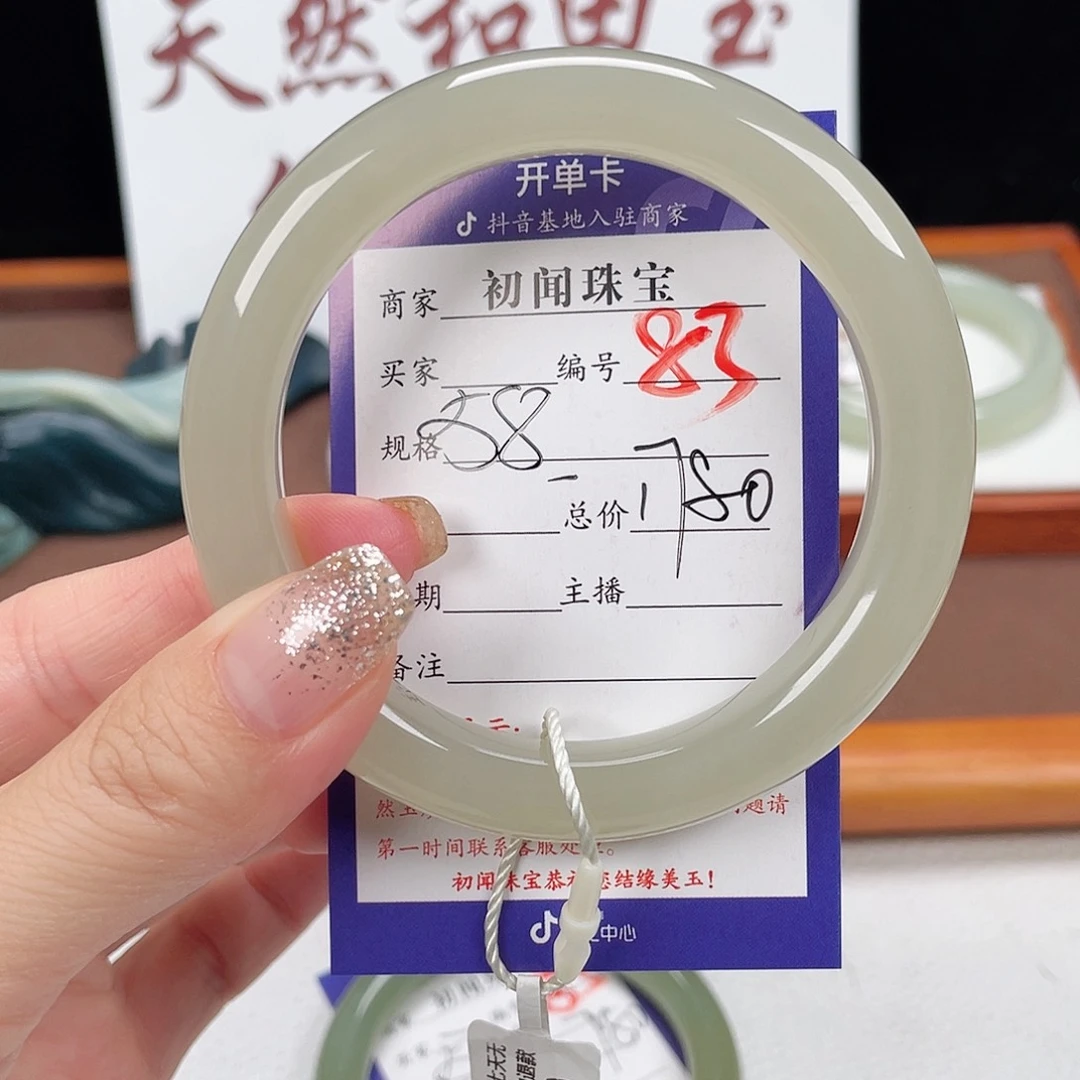 天然和田玉
开单卡
抖音基地入驻商家
商家 初闻珠宝
买家 编号 83
规格 58
总价 1780
期 主播
备注
第一时间联系客服处
初闻珠宝恭 结缘美玉！
中心